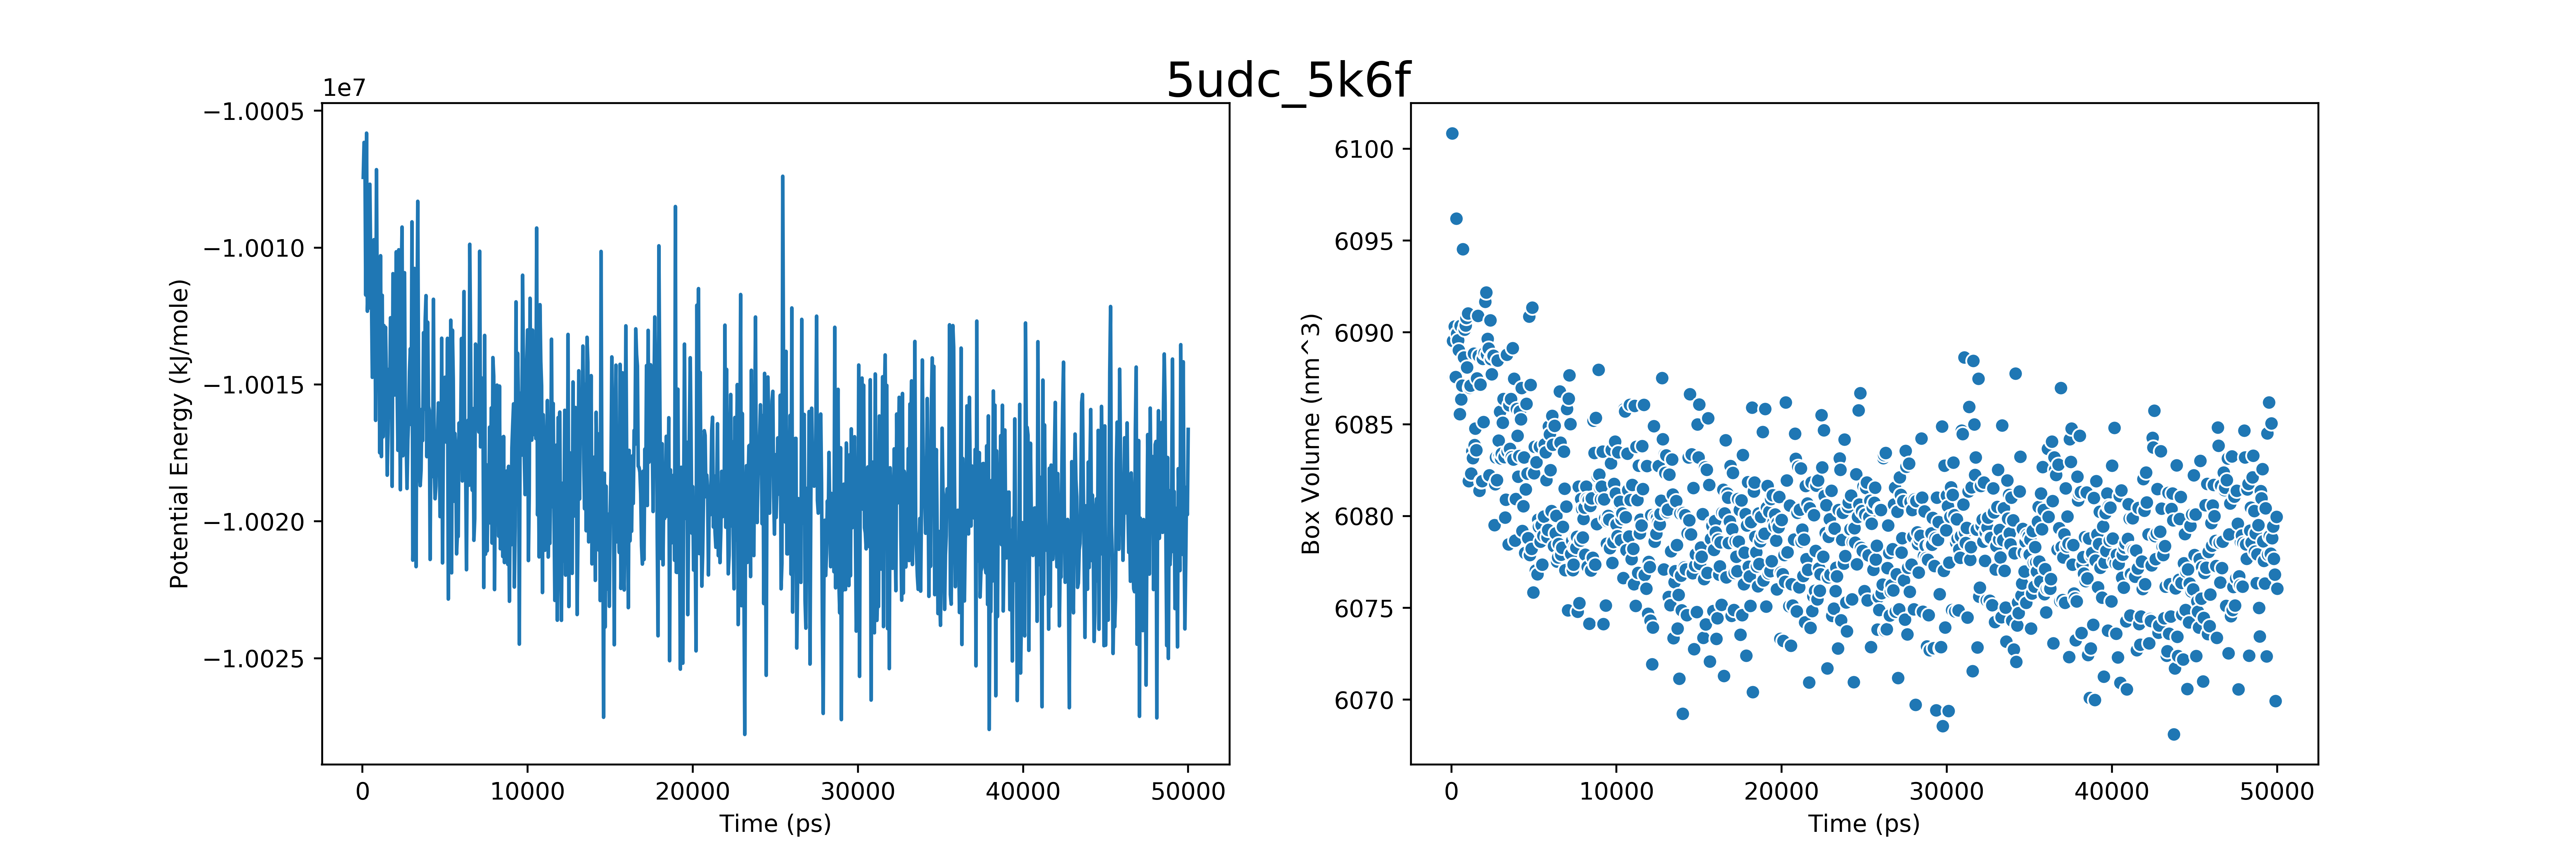 5udc_5k6f
1e7
−1.0005
−1.0010
−1.0015
−1.0020
−1.0025
Potential Energy (kJ/mole)
0 10000 20000 30000 40000 50000
Time (ps)
6100
6095
6090
6085
6080
6075
6070
Box Volume (nm^3)
0 10000 20000 30000 40000 50000
Time (ps)